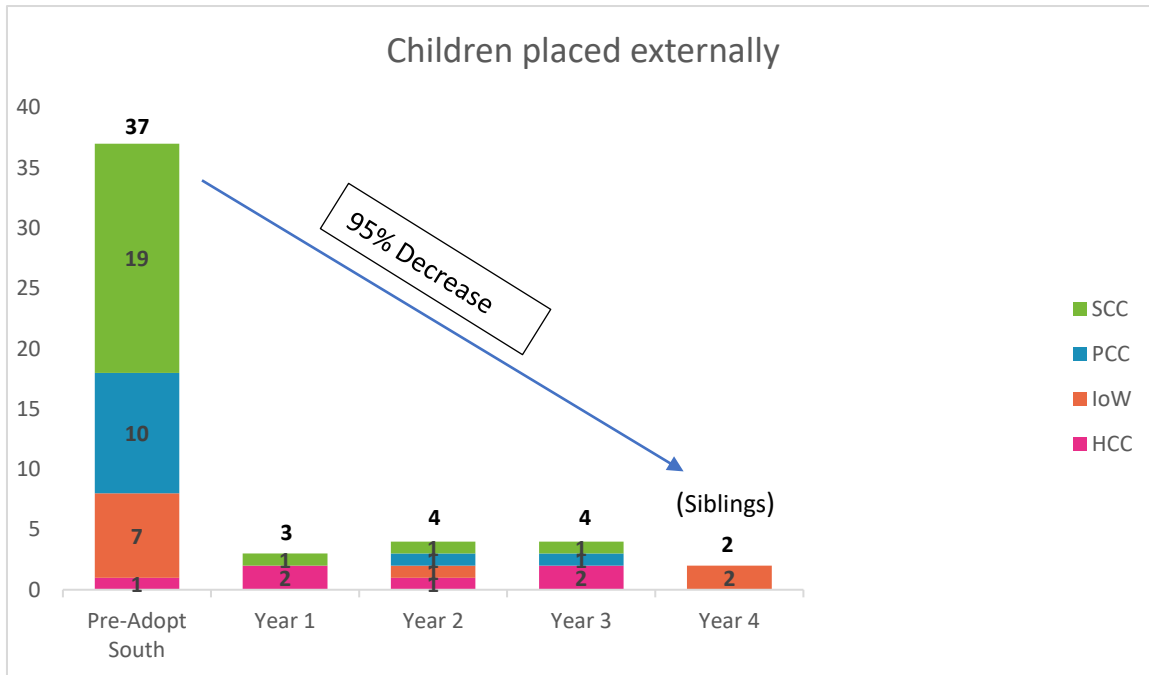 Children placed externally
40
35
30
25
20
15
10
5
0
37
19
10
7
1
3
1
2
4
1
1
1
1
4
1
1
2
(Siblings)
2
2
95% Decrease
Pre-Adopt
South
Year 1
Year 2
Year 3
Year 4
SCC
PCC
IoW
HCC